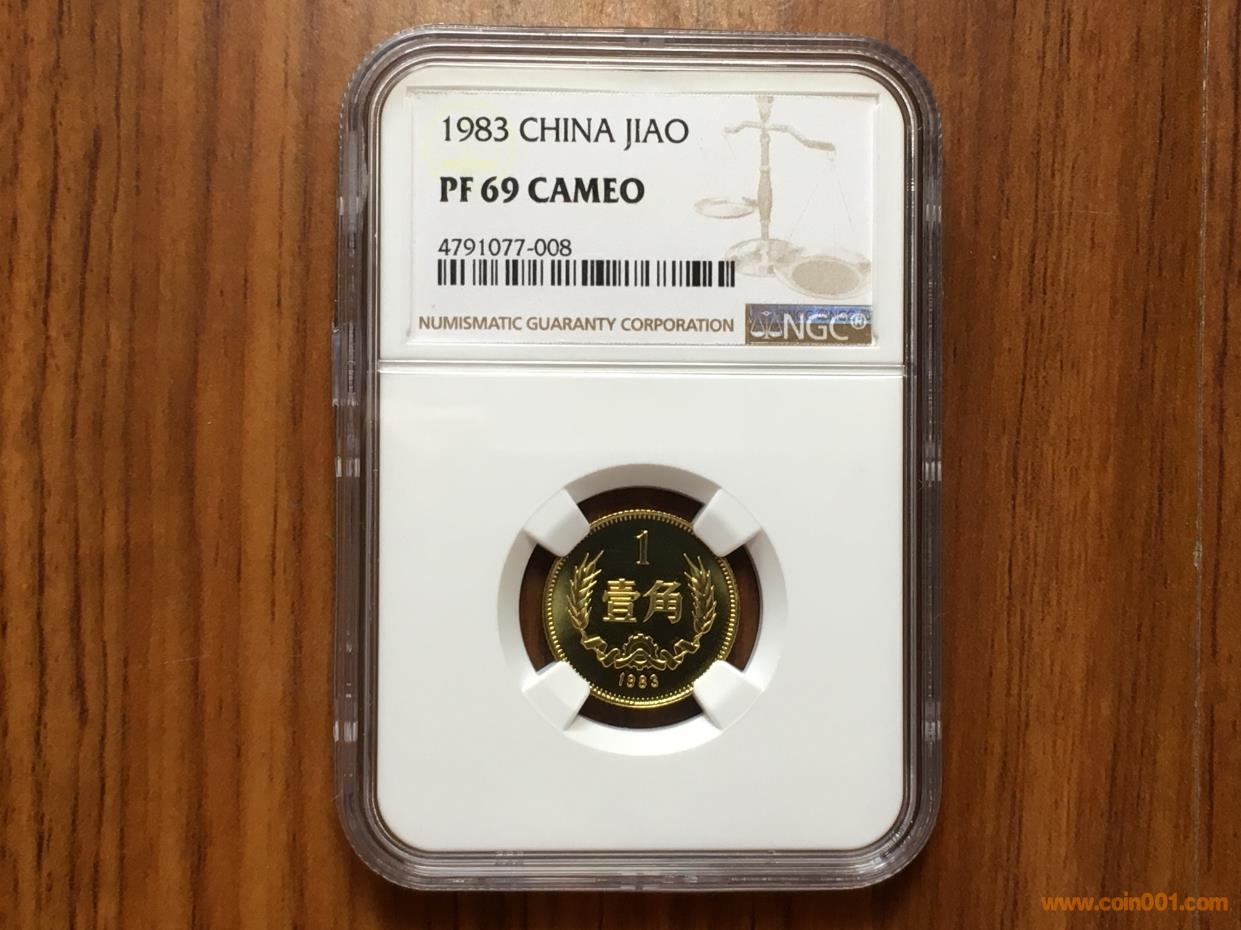 1983 CHINA JIAO
PF 69 CAMEO
4791077-008
NUMISMATIC GUARANTY CORPORATION
NGC®
1
壹角
1983
www.coin001.com